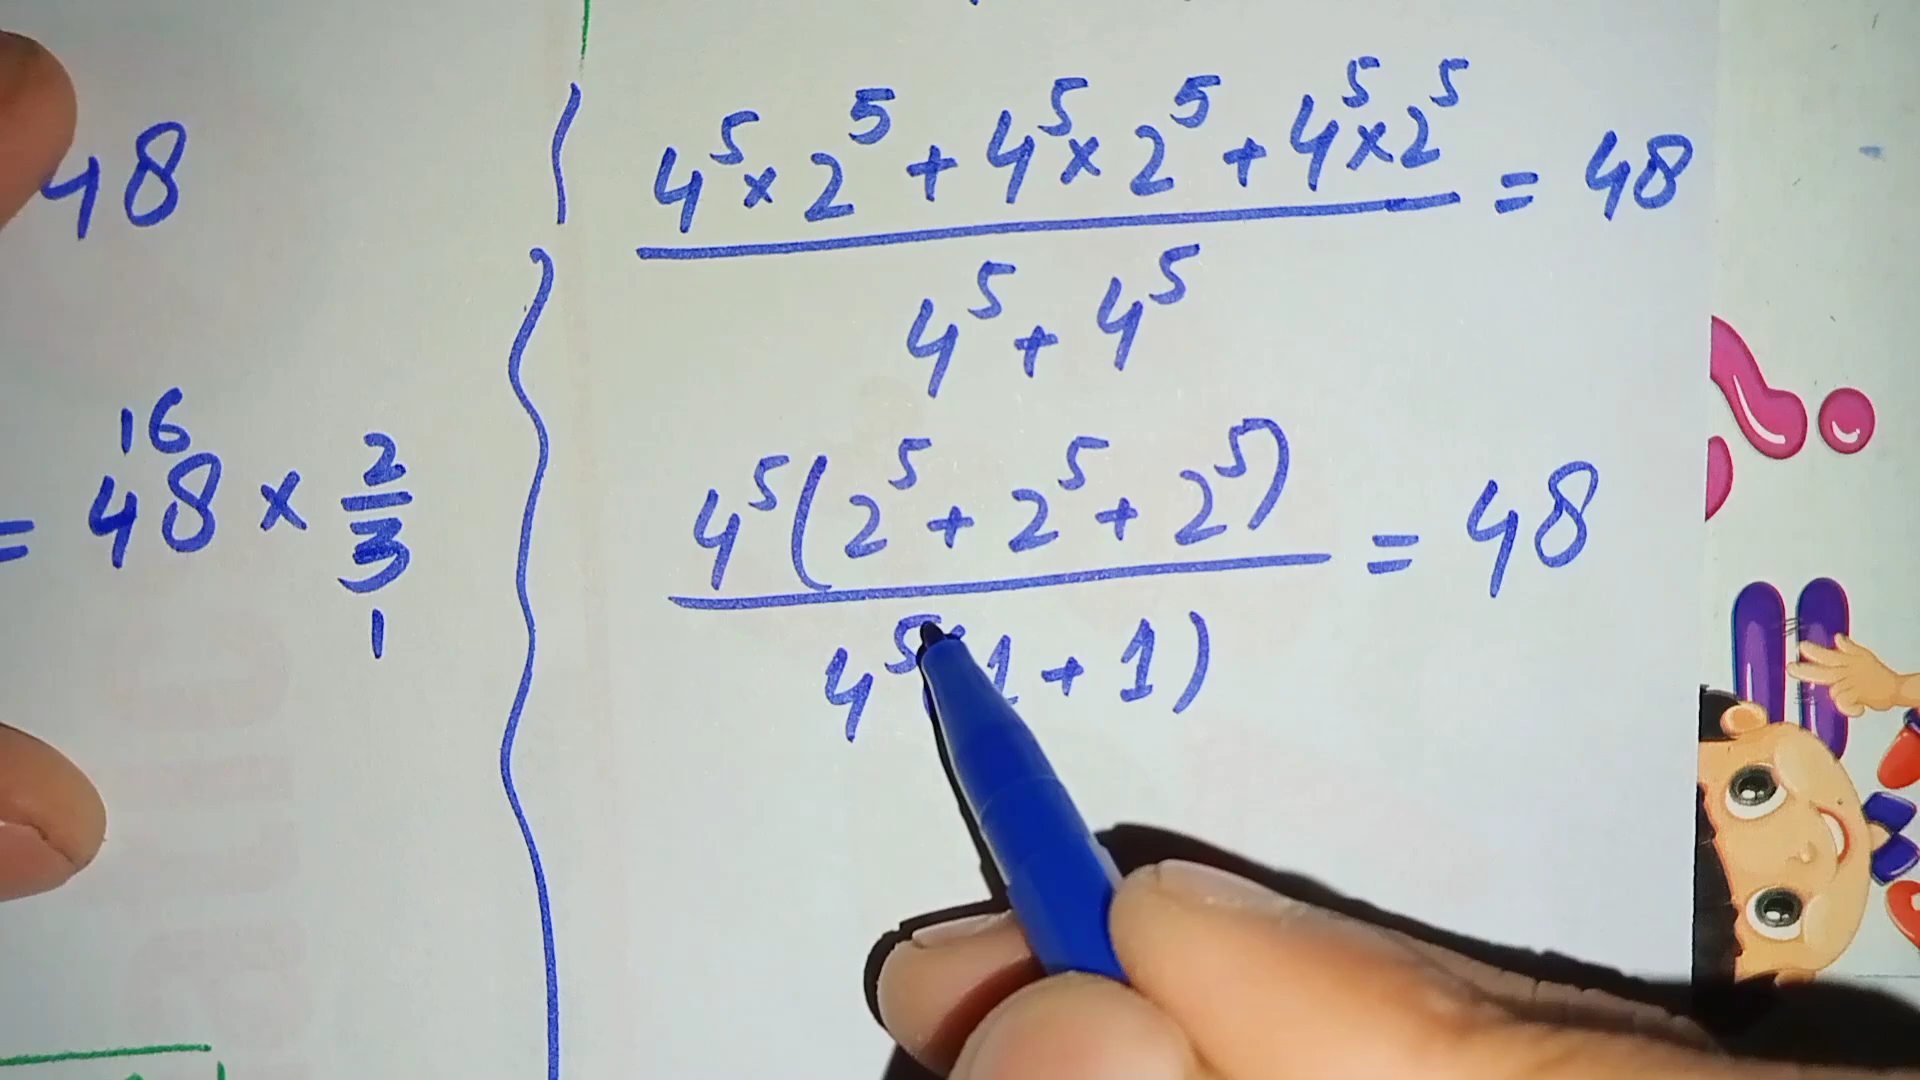 48
= 48 × 2/3
16
1
(4⁵ × 2⁵ + 4⁵ × 2⁵ + 4⁵ × 2⁵) / (4⁵ + 4⁵) = 48
4⁵(2⁵ + 2⁵ + 2⁵) / 4⁵(1 + 1) = 48